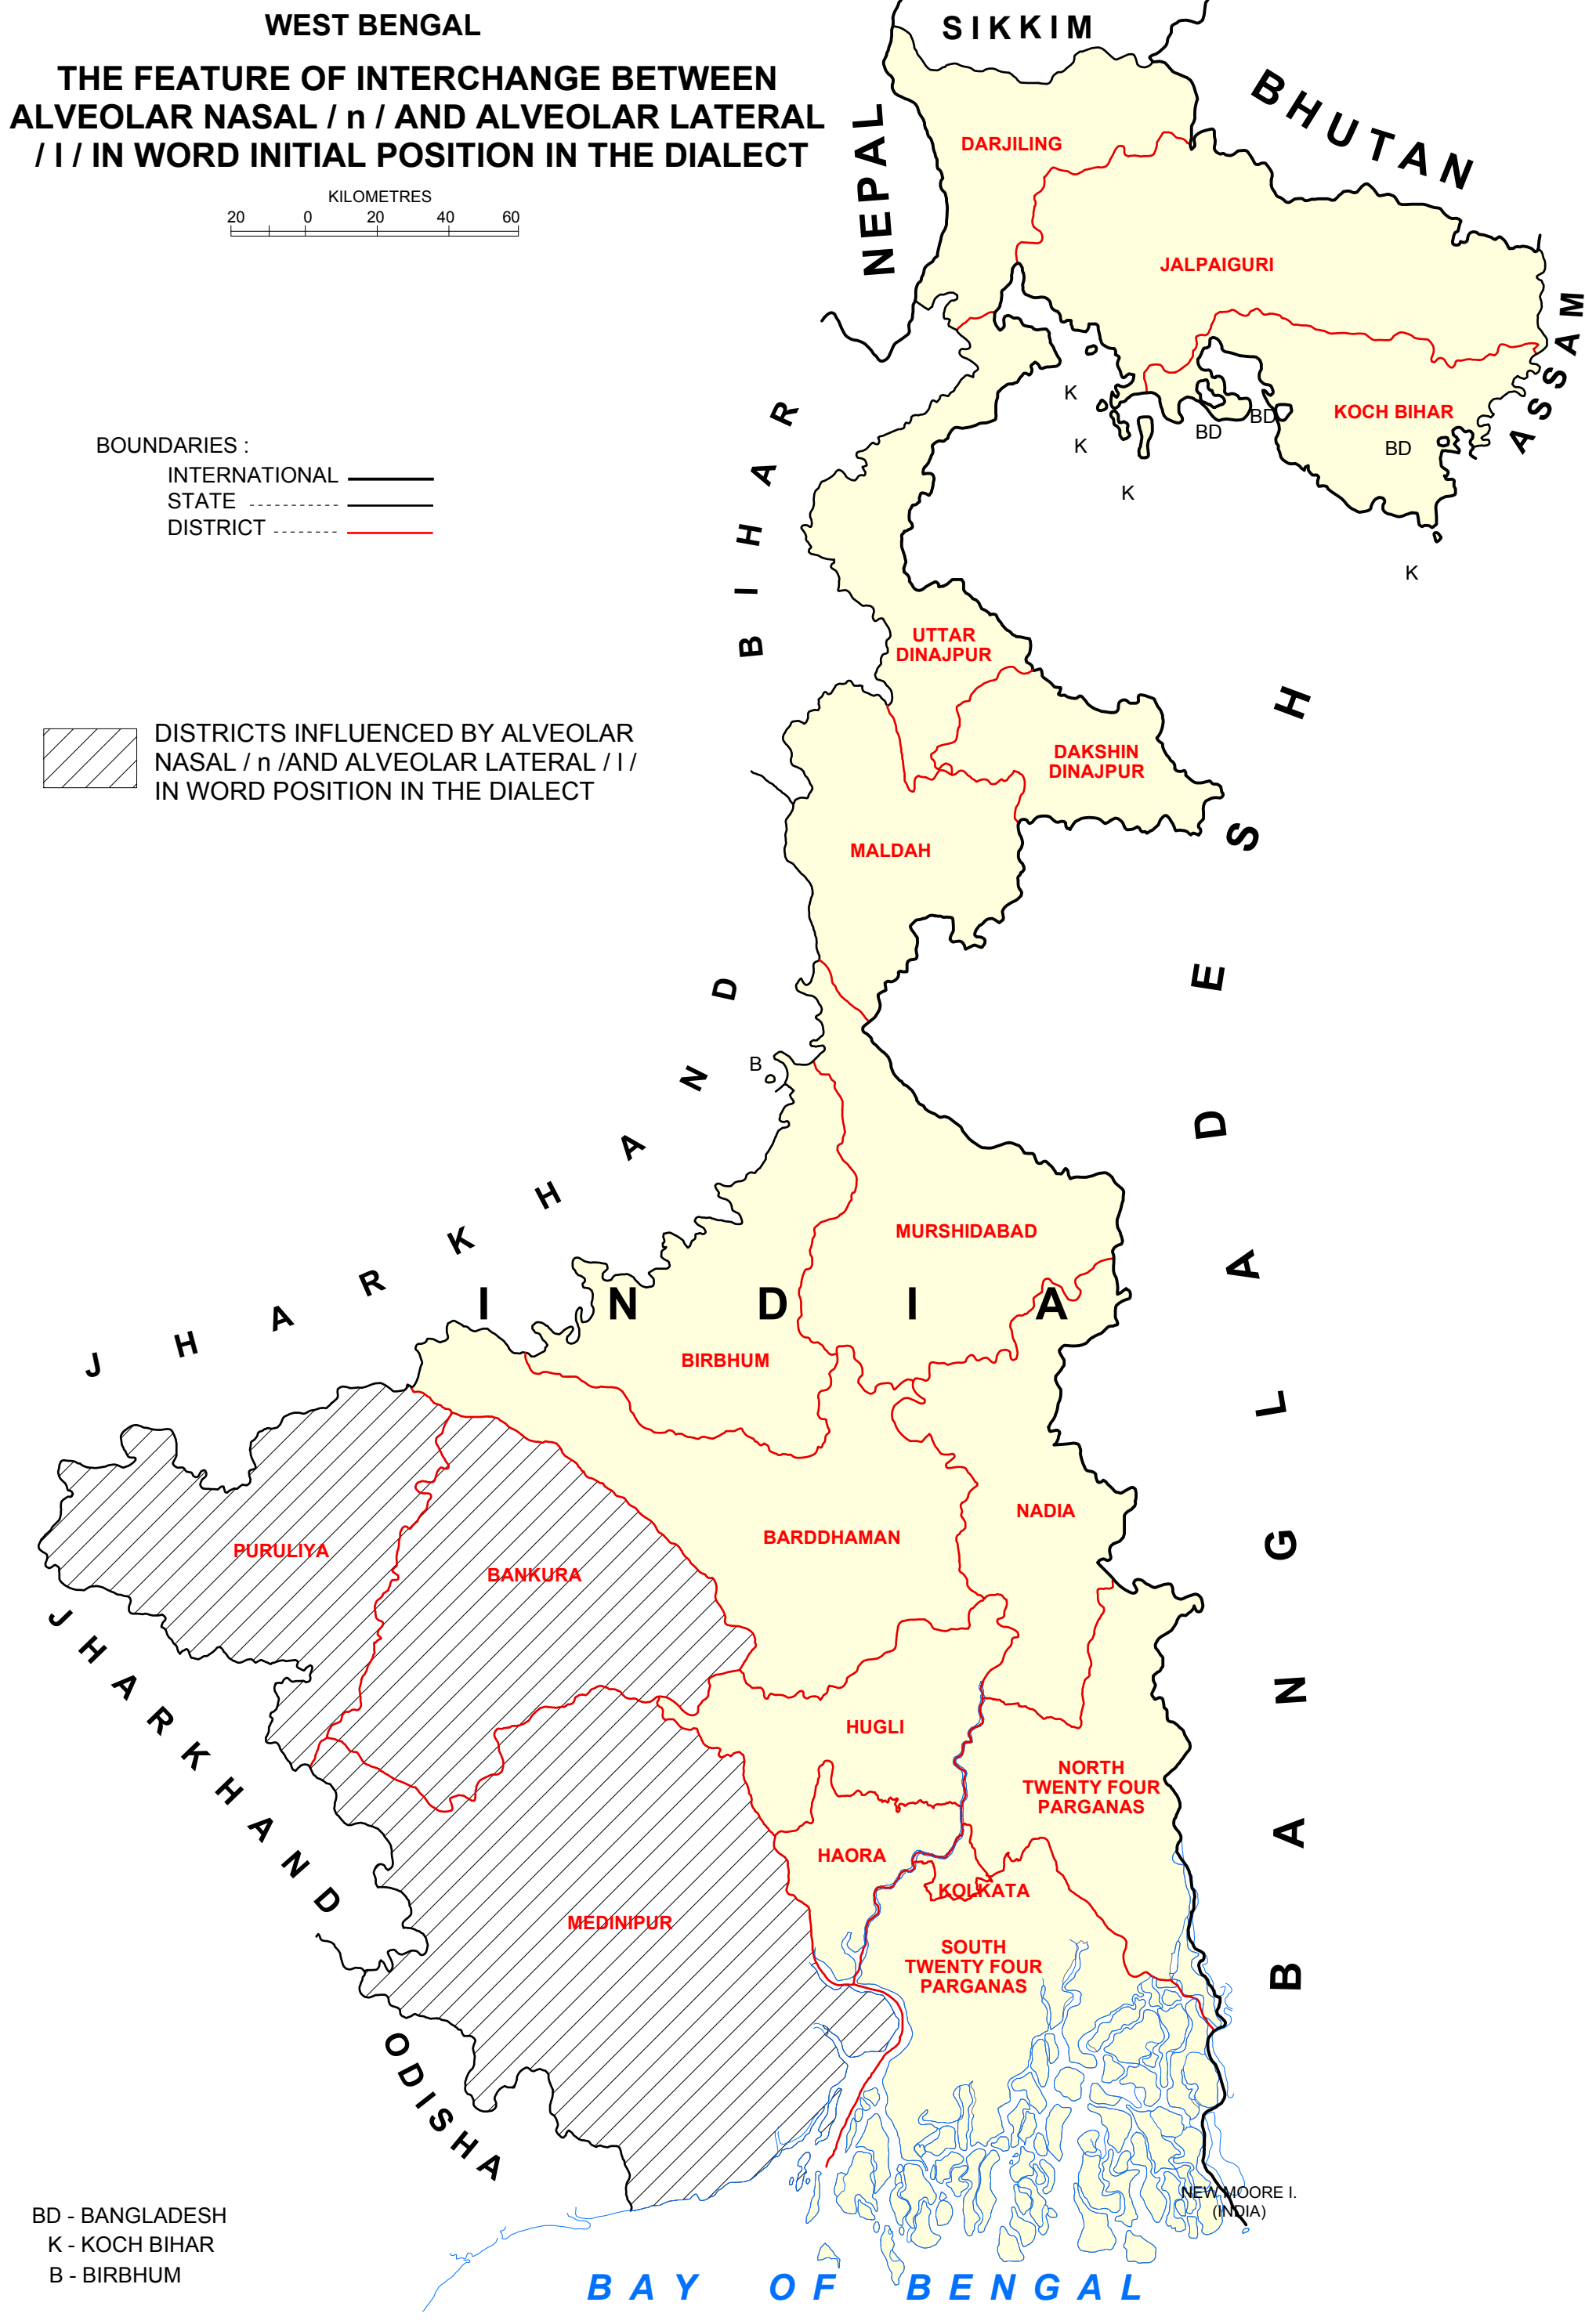 WEST BENGAL
THE FEATURE OF INTERCHANGE BETWEEN
ALVEOLAR NASAL / n / AND ALVEOLAR LATERAL
/ l / IN WORD INITIAL POSITION IN THE DIALECT
KILOMETRES
20 0 20 40 60
SIKKIM
NEPAL
BHUTAN
ASSAM
DARJILING
JALPAIGURI
KOCH BIHAR
K
K
K
BD
BD
BD
K
BIHAR
BOUNDARIES :
INTERNATIONAL
STATE
DISTRICT
UTTAR
DINAJPUR
DAKSHIN
DINAJPUR
DISTRICTS INFLUENCED BY ALVEOLAR
NASAL / n /AND ALVEOLAR LATERAL / l /
IN WORD POSITION IN THE DIALECT
MALDAH
BANGLADESH
JHARKHAND
B
MURSHIDABAD
INDIA
BIRBHUM
NADIA
BARDDHAMAN
PURULIYA
BANKURA
JHARKHAND
HUGLI
NORTH
TWENTY FOUR
PARGANAS
HAORA
KOLKATA
MEDINIPUR
SOUTH
TWENTY FOUR
PARGANAS
ODISHA
NEW MOORE I.
(INDIA)
BD - BANGLADESH
K - KOCH BIHAR
B - BIRBHUM
BAY OF BENGAL